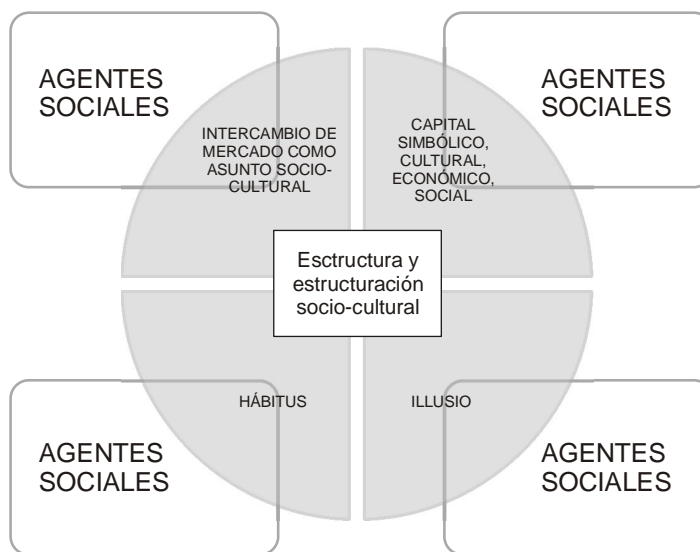 AGENTES
SOCIALES
INTERCAMBIO DE
MERCADO COMO
ASUNTO SOCIO-
CULTURAL
CAPITAL
SIMBÓLICO,
CULTURAL,
ECONÓMICO,
SOCIAL
AGENTES
SOCIALES
Esctructura y
estructuración
socio-cultural
AGENTES
SOCIALES
HÁBITUS
ILLUSIO
AGENTES
SOCIALES